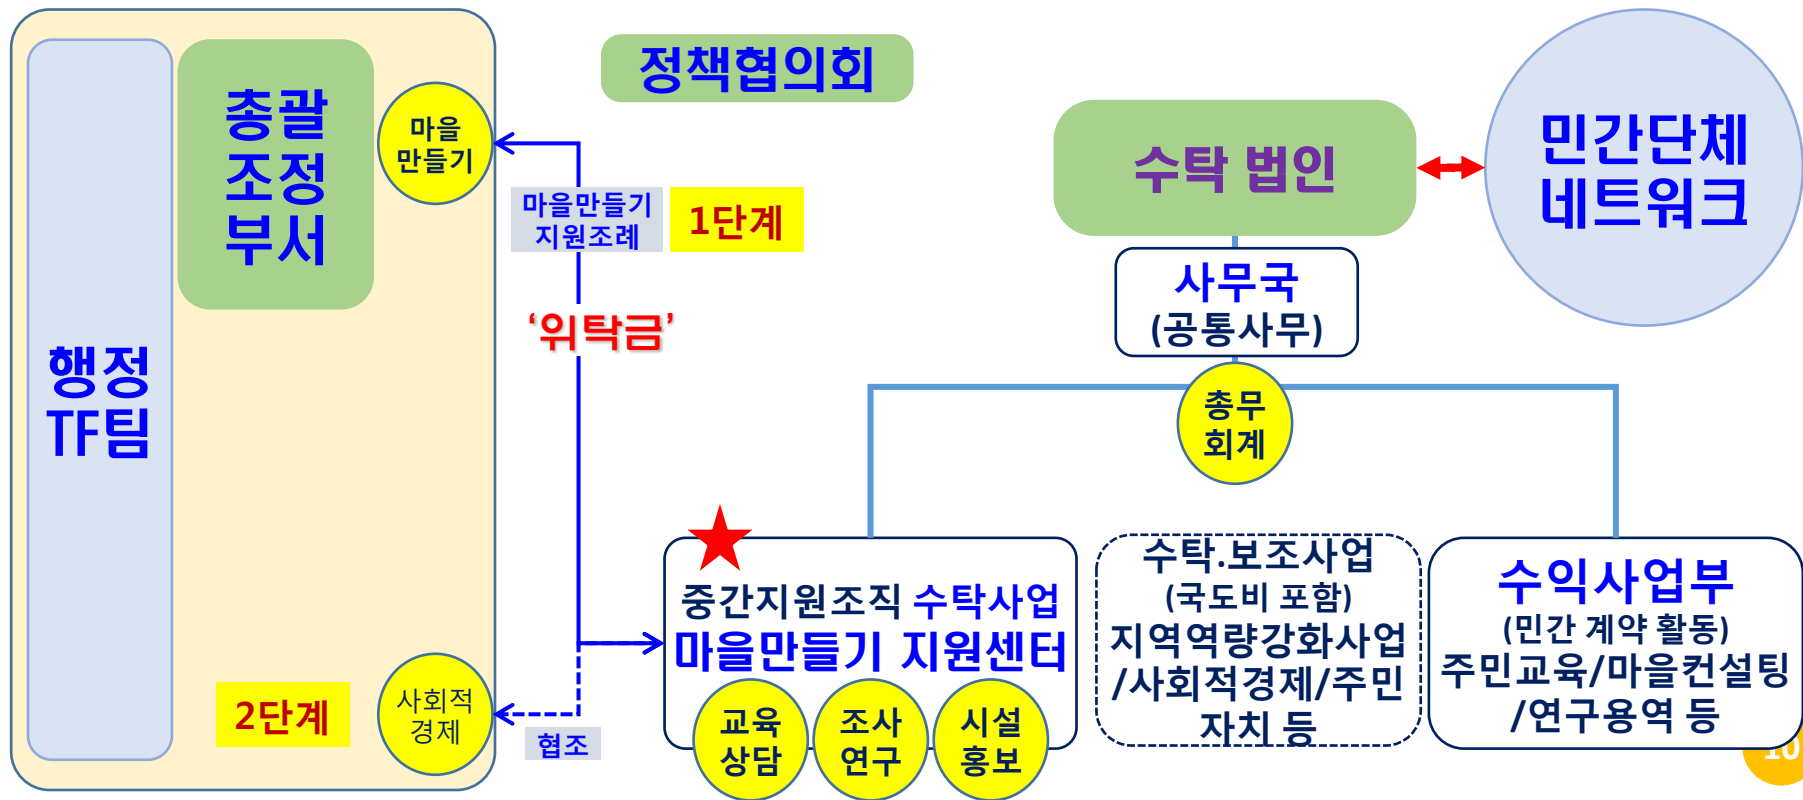 행정
TF팀
총괄
조정
부서
마을
만들기
사회적
경제
2단계
정책협의회
마을만들기
지원조례
1단계
‘위탁금’
협조
수탁 법인
민간단체
네트워크
사무국
(공통사무)
총무
회계
중간지원조직 수탁사업
마을만들기 지원센터
교육
상담
조사
연구
시설
홍보
수탁.보조사업
(국도비 포함)
지역역량강화사업
/사회적경제/주민
자치 등
수익사업부
(민간 계약 활동)
주민교육/마을컨설팅
/연구용역 등
10